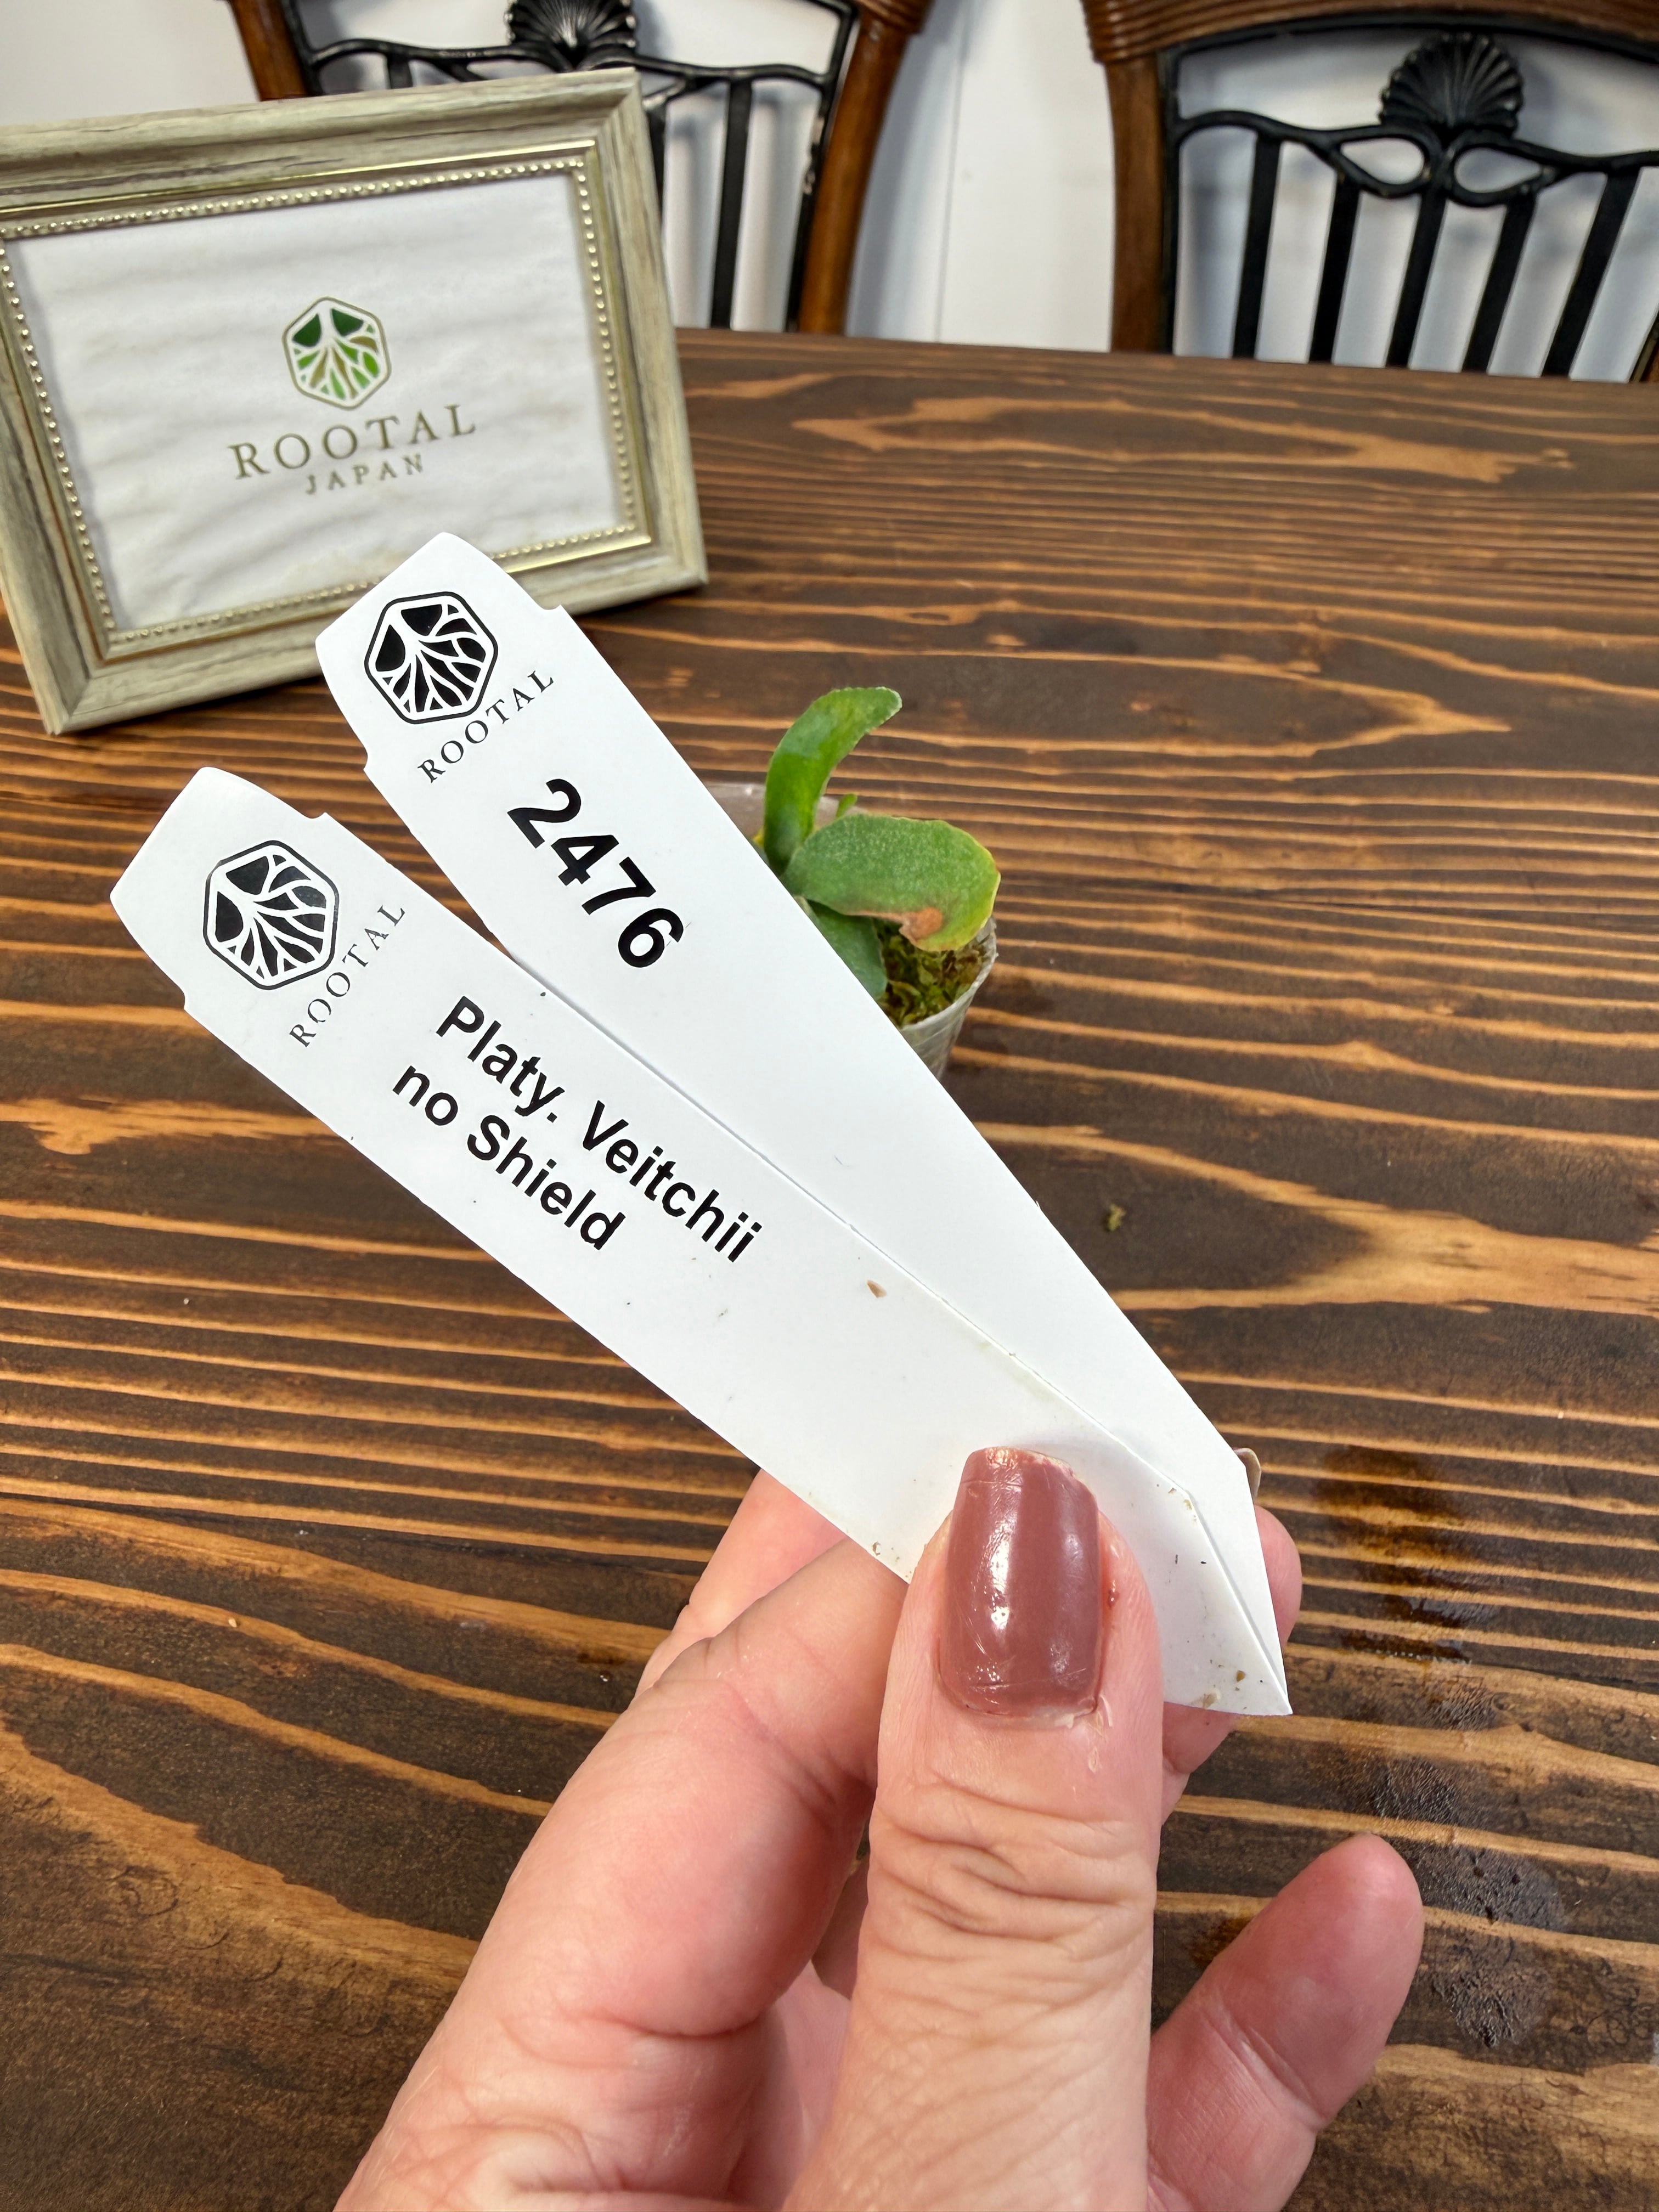 ROOTAL
JAPAN
ROOTAL
2476
ROOTAL
Platy. Veitchii
no Shield